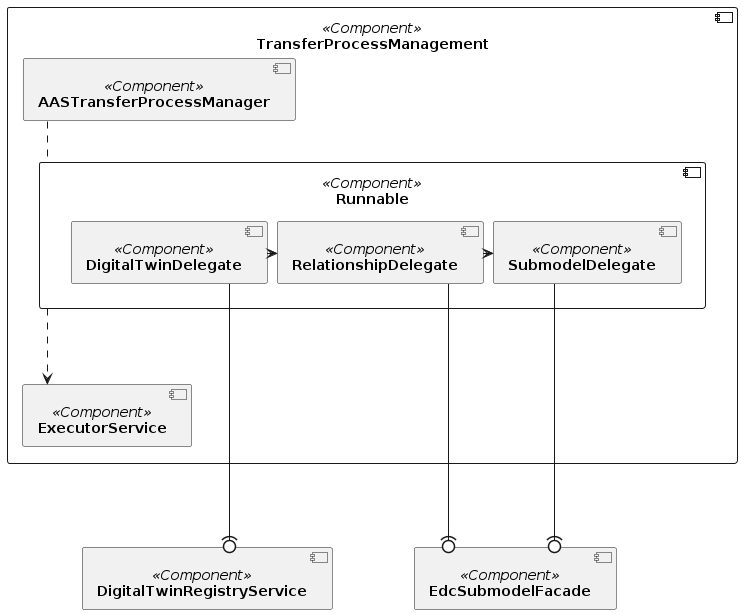 «Component»
TransferProcessManagement
«Component»
AASTransferProcessManager
«Component»
Runnable
«Component»
DigitalTwinDelegate
«Component»
RelationshipDelegate
«Component»
SubmodelDelegate
«Component»
ExecutorService
«Component»
DigitalTwinRegistryService
«Component»
EdcSubmodelFacade